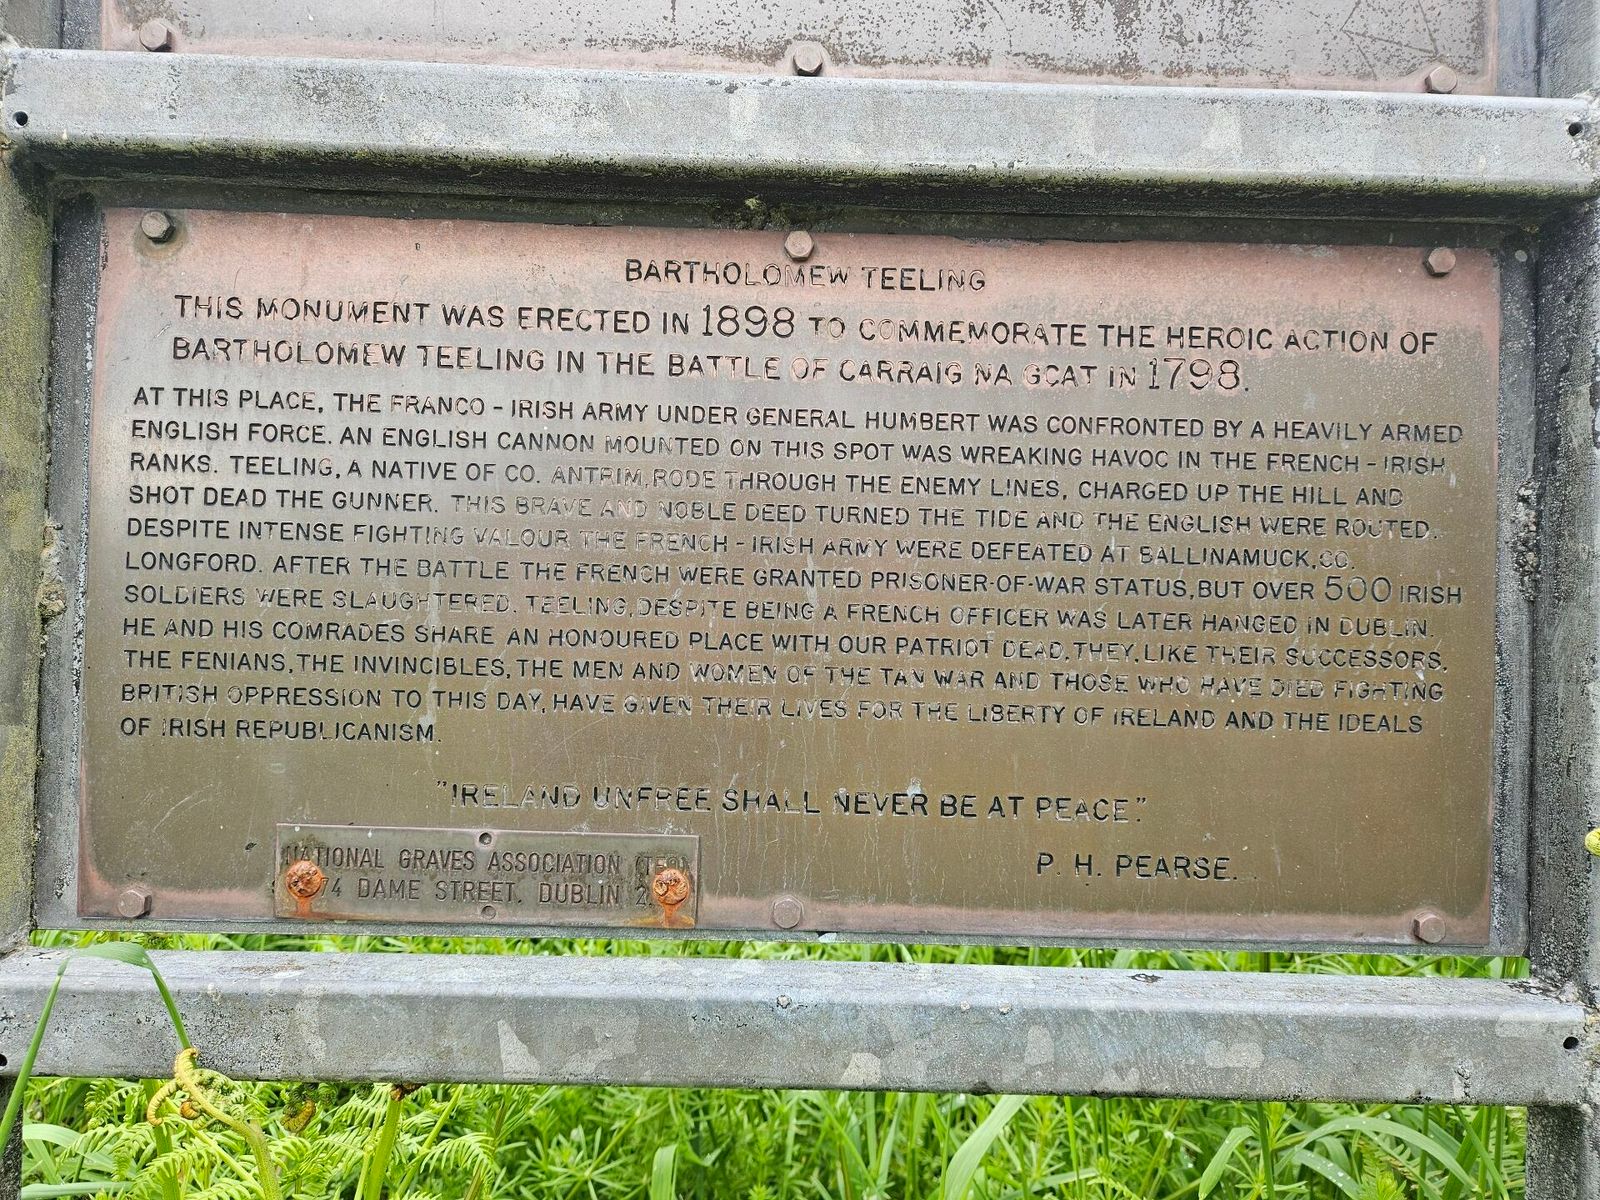 BARTHOLOMEW TEELING
THIS MONUMENT WAS ERECTED IN 1898 TO COMMEMORATE THE HEROIC ACTION OF
BARTHOLOMEW TEELING IN THE BATTLE OF CARRAIG NA GCAT IN 1798.
AT THIS PLACE, THE FRANCO - IRISH ARMY UNDER GENERAL HUMBERT WAS CONFRONTED BY A HEAVILY ARMED
ENGLISH FORCE. AN ENGLISH CANNON MOUNTED ON THIS SPOT WAS WREAKING HAVOC IN THE FRENCH - IRISH
RANKS. TEELING, A NATIVE OF CO. ANTRIM, RODE THROUGH THE ENEMY LINES, CHARGED UP THE HILL AND
SHOT DEAD THE GUNNER. THIS BRAVE AND NOBLE DEED TURNED THE TIDE AND THE ENGLISH WERE ROUTED.
DESPITE INTENSE FIGHTING VALOUR THE FRENCH - IRISH ARMY WERE DEFEATED AT BALLINAMUCK, CO.
LONGFORD. AFTER THE BATTLE THE FRENCH WERE GRANTED PRISONER-OF-WAR STATUS, BUT OVER 500 IRISH
SOLDIERS WERE SLAUGHTERED. TEELING, DESPITE BEING A FRENCH OFFICER WAS LATER HANGED IN DUBLIN.
HE AND HIS COMRADES SHARE AN HONOURED PLACE WITH OUR PATRIOT DEAD. THEY, LIKE THEIR SUCCESSORS,
THE FENIANS, THE INVINCIBLES, THE MEN AND WOMEN OF THE TAN WAR AND THOSE WHO HAVE DIED FIGHTING
BRITISH OPPRESSION TO THIS DAY, HAVE GIVEN THEIR LIVES FOR THE LIBERTY OF IRELAND AND THE IDEALS
OF IRISH REPUBLICANISM.
"IRELAND UNFREE SHALL NEVER BE AT PEACE."
P. H. PEARSE.
NATIONAL GRAVES ASSOCIATION
74 DAME STREET, DUBLIN 2.